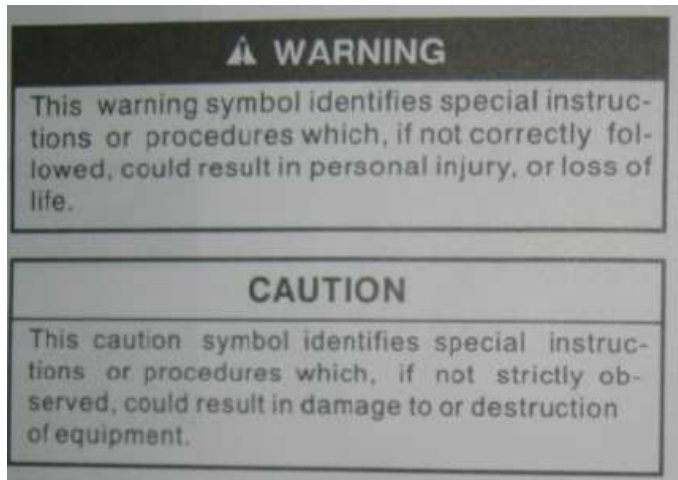 WARNING
This warning symbol identifies special instruc-
tions or procedures which, if not correctly fol-
lowed, could result in personal injury, or loss of
life.
CAUTION
This caution symbol identifies special instruc-
tions or procedures which, if not strictly ob-
served, could result in damage to or destruction
of equipment.